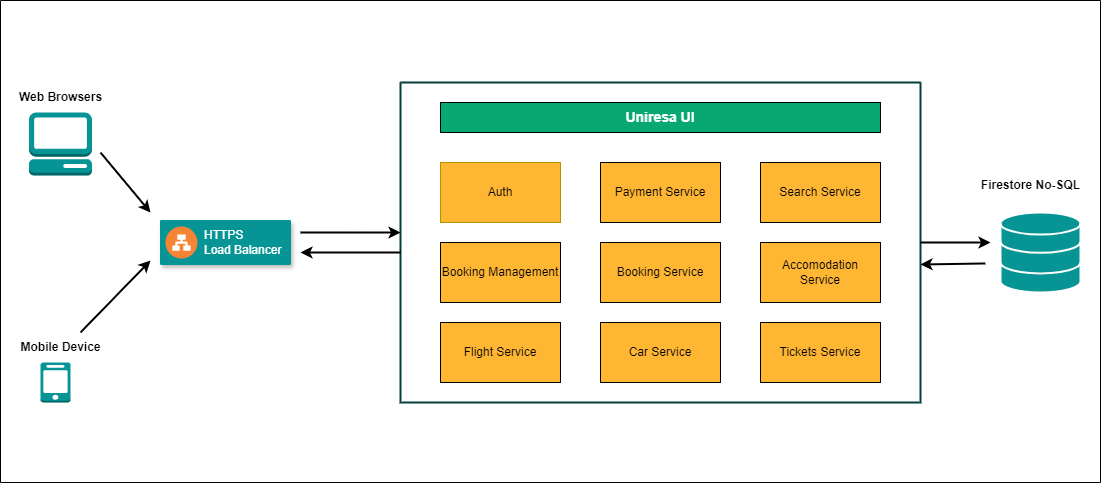 Web Browsers
Mobile Device
HTTPS
Load Balancer
Uniresa UI
Auth
Payment Service
Search Service
Booking Management
Booking Service
Accomodation
Service
Flight Service
Car Service
Tickets Service
Firestore No-SQL